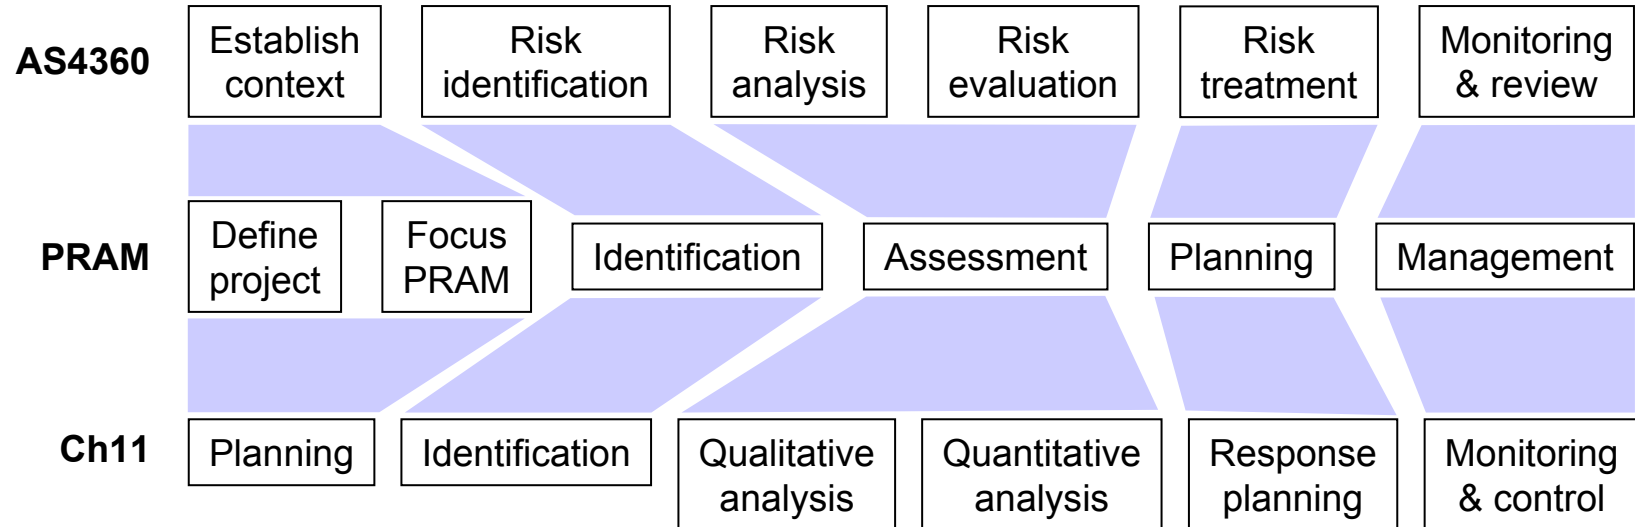 AS4360
Establish
context
Risk
identification
Risk
analysis
Risk
evaluation
Risk
treatment
Monitoring
& review
PRAM
Define
project
Focus
PRAM
Identification
Assessment
Planning
Management
Ch11
Planning
Identification
Qualitative
analysis
Quantitative
analysis
Response
planning
Monitoring
& control